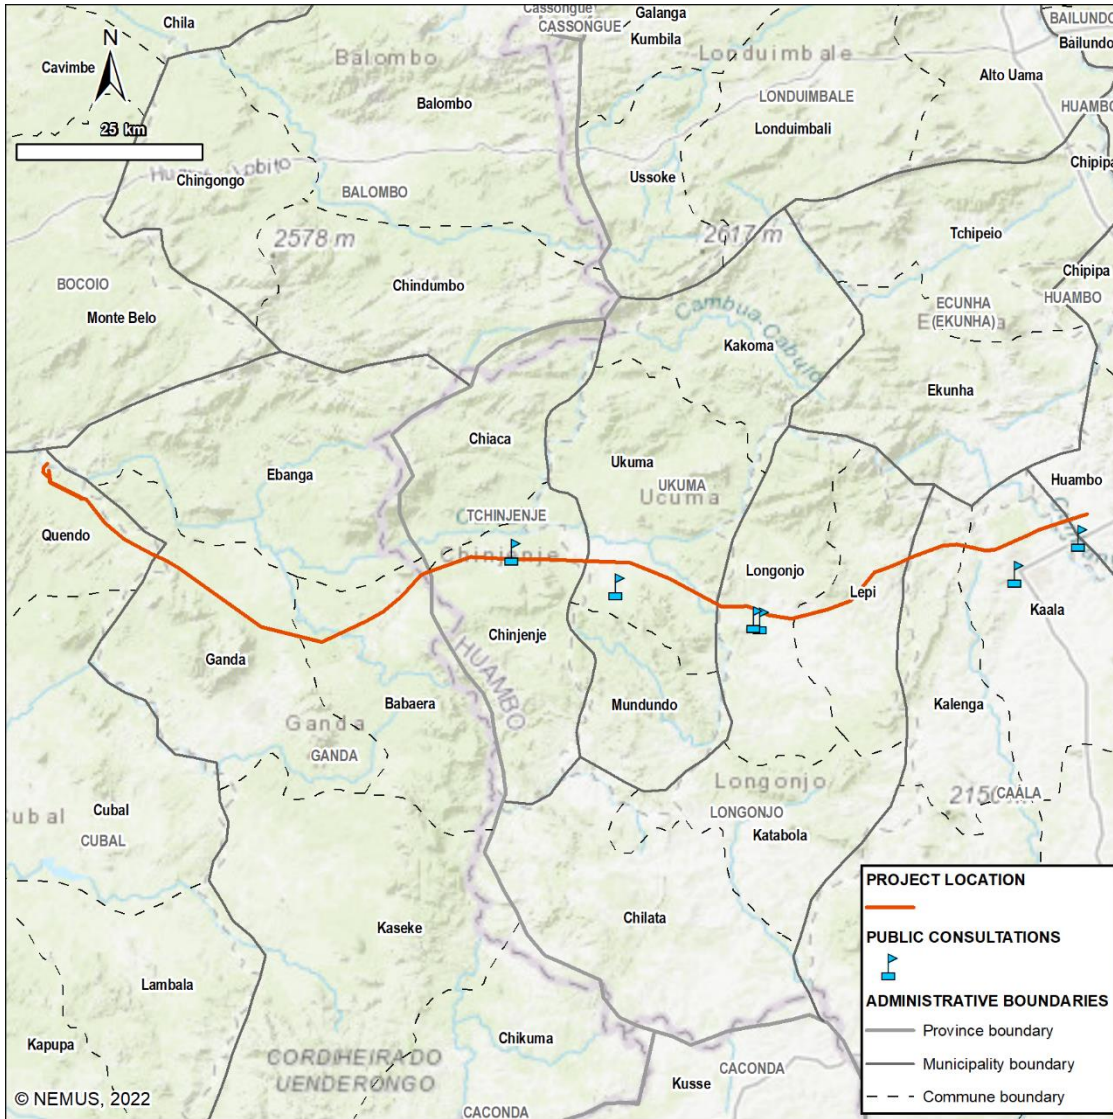 Cassongue
CASSONGUE
Chila
Galanga
Kumbila
BAILUNDO
Bailundo
N
Cavimbe
Balombo
Londuimbale
Alto Uama
25 km
Balombo
LONDUIMBALE
Londuimbali
HUAMBO
Chipipa
Chingongo
BALOMBO
Ussoke
2578 m
2617 m
Tchipeio
Chipipa
BOCOIO
Chindumbo
ECUNHA
(EKUNHA)
HUAMBO
Monte Belo
Cambua-Cabuio
Kakoma
Ekunha
Chiaca
Ebanga
Ukuma
UKUMA
Ucuma
Huambo
TCHINJENJE
Quendo
Chinjenje
Longonjo
Lepi
Kaala
Ganda
Chinjenje
HUAMBO
Babaera
Mundundo
Kalenga
Ganda
GANDA
Longonjo
CAALA
Cubal
CUBAL
LONGONJO
Katabola
Chilata
Kaseke
Lambala
Chikuma
Kapupa
CORDIHEIRA DO
UENDERONGO
Kusse
CACONDA
CACONDA
PROJECT LOCATION
PUBLIC CONSULTATIONS
ADMINISTRATIVE BOUNDARIES
Province boundary
Municipality boundary
Commune boundary
© NEMUS, 2022